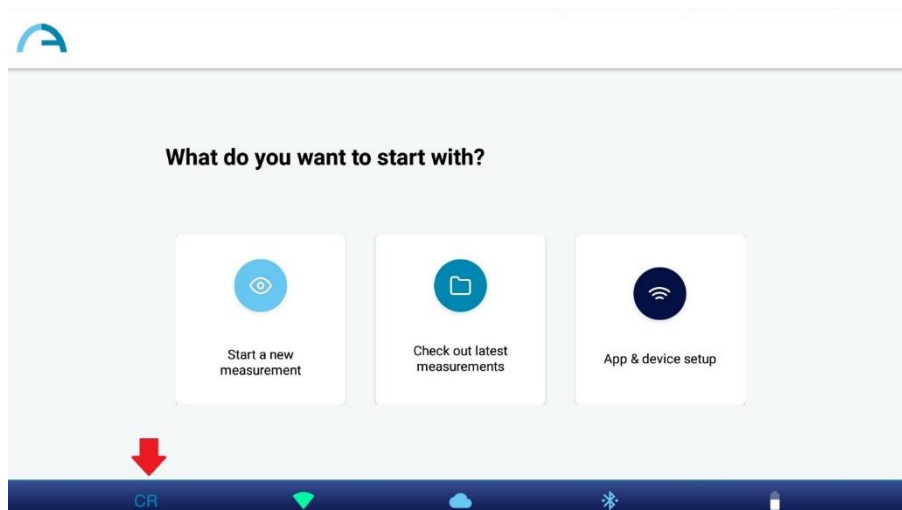 What do you want to start with?
Start a new
measurement
Check out latest
measurements
App & device setup
CR